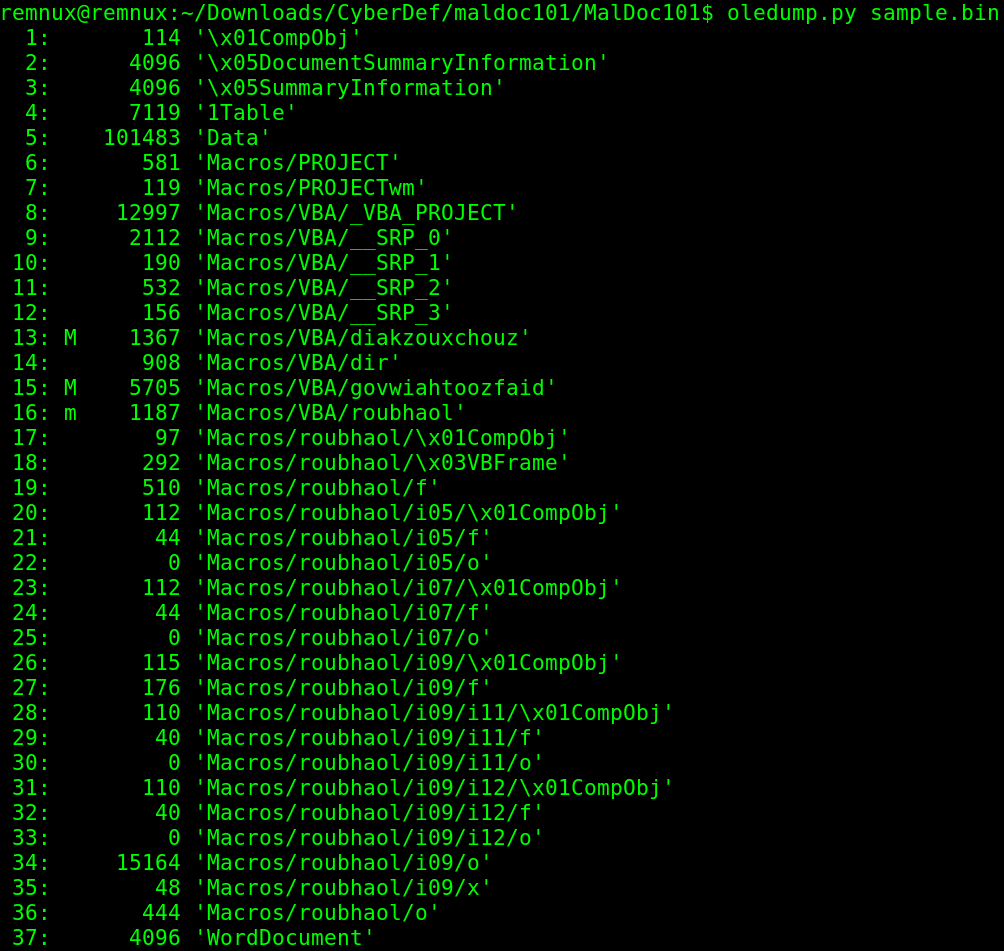 remnux@remnux:~/Downloads/CyberDef/maldoc101/MalDoc101$ oledump.py sample.bin
  1:       114 '\x01CompObj'
  2:      4096 '\x05DocumentSummaryInformation'
  3:      4096 '\x05SummaryInformation'
  4:      7119 '1Table'
  5:    101483 'Data'
  6:       581 'Macros/PROJECT'
  7:       119 'Macros/PROJECTwm'
  8:     12997 'Macros/VBA/_VBA_PROJECT'
  9:      2112 'Macros/VBA/__SRP_0'
 10:       190 'Macros/VBA/__SRP_1'
 11:       532 'Macros/VBA/__SRP_2'
 12:       156 'Macros/VBA/__SRP_3'
 13: M    1367 'Macros/VBA/diakzouxchouz'
 14:       908 'Macros/VBA/dir'
 15: M    5705 'Macros/VBA/govwiahtoozfaid'
 16: m    1187 'Macros/VBA/roubhaol'
 17:        97 'Macros/roubhaol/\x01CompObj'
 18:       292 'Macros/roubhaol/\x03VBFrame'
 19:       510 'Macros/roubhaol/f'
 20:       112 'Macros/roubhaol/i05/\x01CompObj'
 21:        44 'Macros/roubhaol/i05/f'
 22:         0 'Macros/roubhaol/i05/o'
 23:       112 'Macros/roubhaol/i07/\x01CompObj'
 24:        44 'Macros/roubhaol/i07/f'
 25:         0 'Macros/roubhaol/i07/o'
 26:       115 'Macros/roubhaol/i09/\x01CompObj'
 27:       176 'Macros/roubhaol/i09/f'
 28:       110 'Macros/roubhaol/i09/i11/\x01CompObj'
 29:        40 'Macros/roubhaol/i09/i11/f'
 30:         0 'Macros/roubhaol/i09/i11/o'
 31:       110 'Macros/roubhaol/i09/i12/\x01CompObj'
 32:        40 'Macros/roubhaol/i09/i12/f'
 33:         0 'Macros/roubhaol/i09/i12/o'
 34:     15164 'Macros/roubhaol/i09/o'
 35:        48 'Macros/roubhaol/i09/x'
 36:       444 'Macros/roubhaol/o'
 37:      4096 'WordDocument'